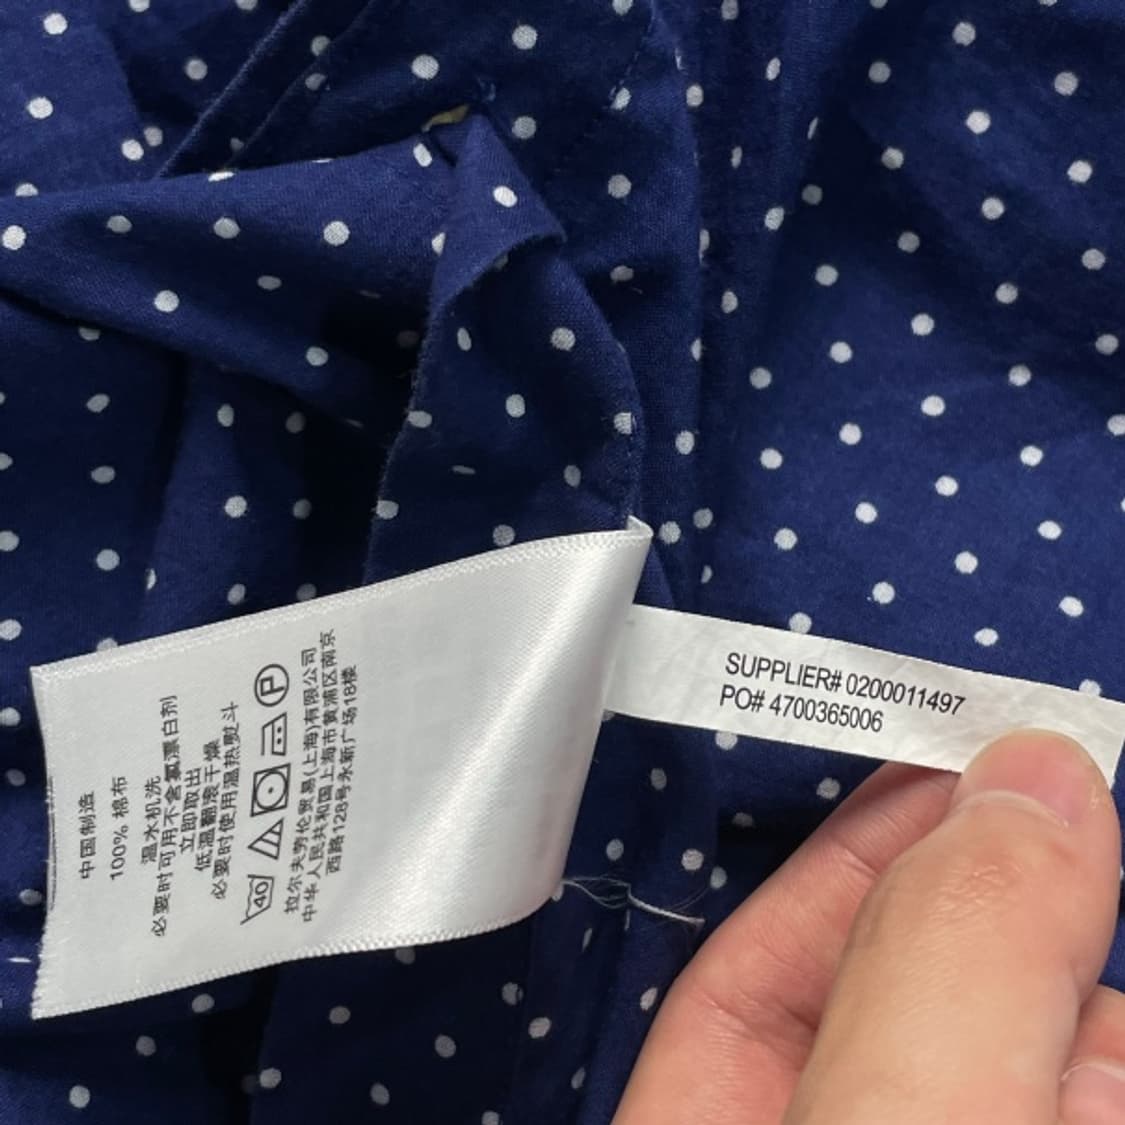 中国制造
100% 棉布
温水机洗
必要时可用不含氯漂白剂
立即取出
低温翻滚干燥
必要时使用温热熨斗
40 P
拉尔夫劳伦贸易(上海)有限公司
中华人民共和国上海市黄浦区南京
西路128号永新广场18楼
SUPPLIER# 0200011497
PO# 4700365006